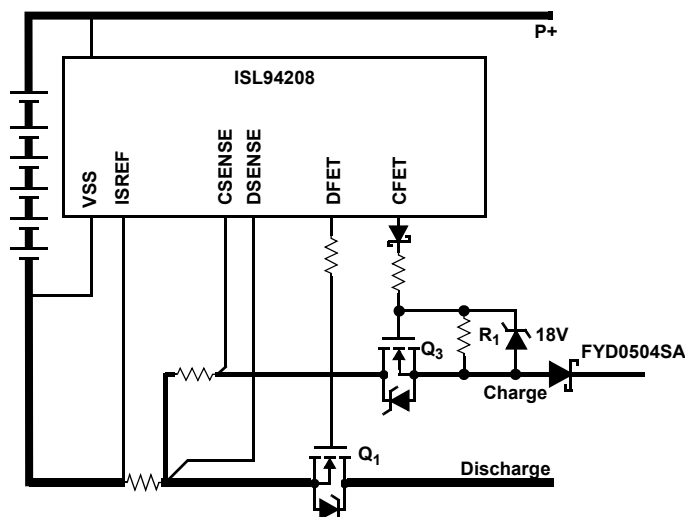 P+
ISL94208
VSS
ISREF
CSENSE
DSENSE
DFET
CFET
Q3
R1
18V
FYD0504SA
Charge
Q1
Discharge